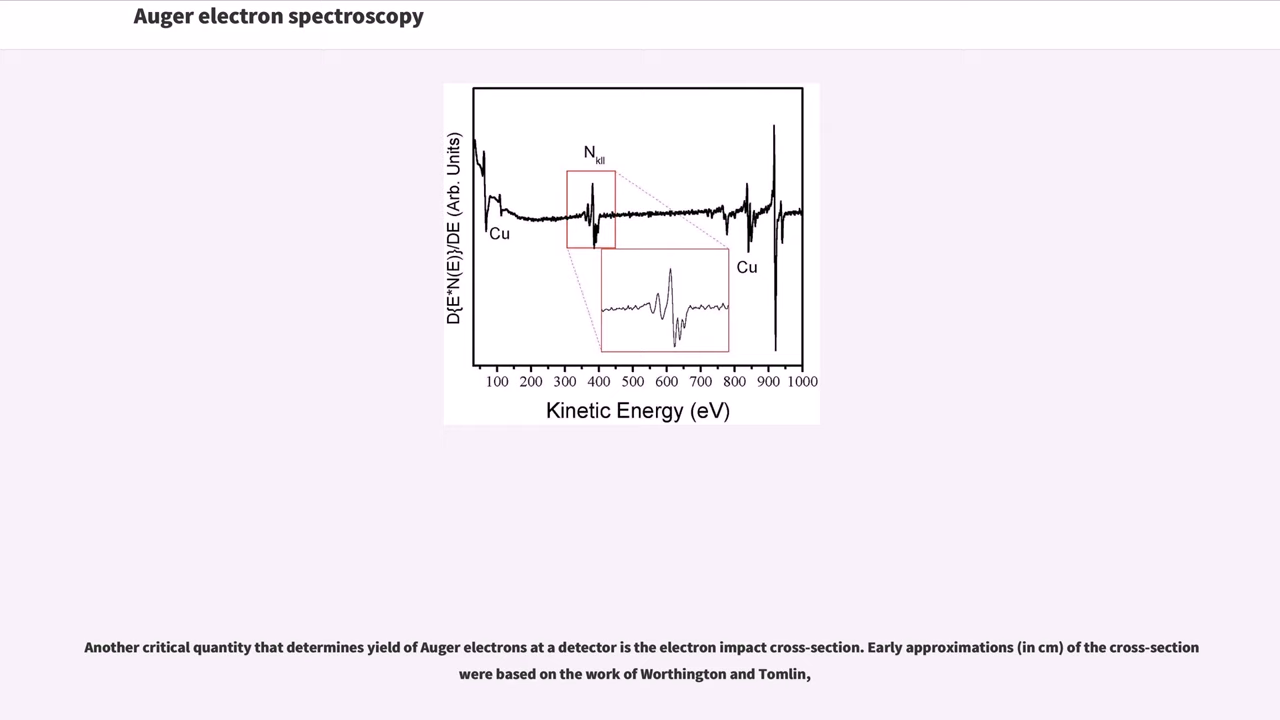 Auger electron spectroscopy
D{E*N(E)}/DE (Arb. Units)
Nkll
Cu
Cu
100 200 300 400 500 600 700 800 900 1000
Kinetic Energy (eV)
Another critical quantity that determines yield of Auger electrons at a detector is the electron impact cross-section. Early approximations (in cm) of the cross-section
were based on the work of Worthington and Tomlin,